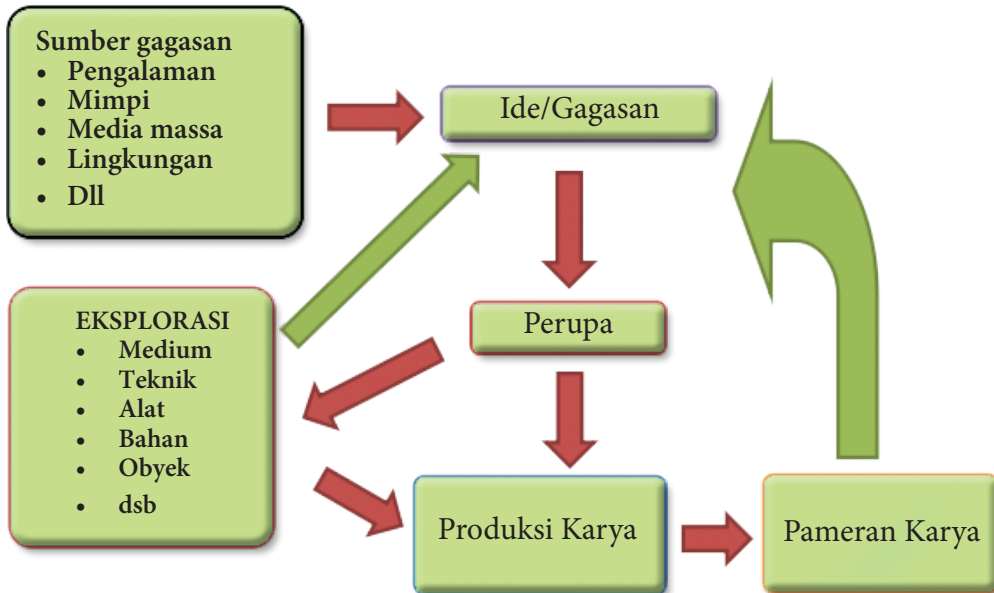 Sumber gagasan
• Pengalaman
• Mimpi
• Media massa
• Lingkungan
• Dll
Ide/Gagasan
EKSPLORASI
• Medium
• Teknik
• Alat
• Bahan
• Obyek
• dsb
Perupa
Produksi Karya
Pameran Karya